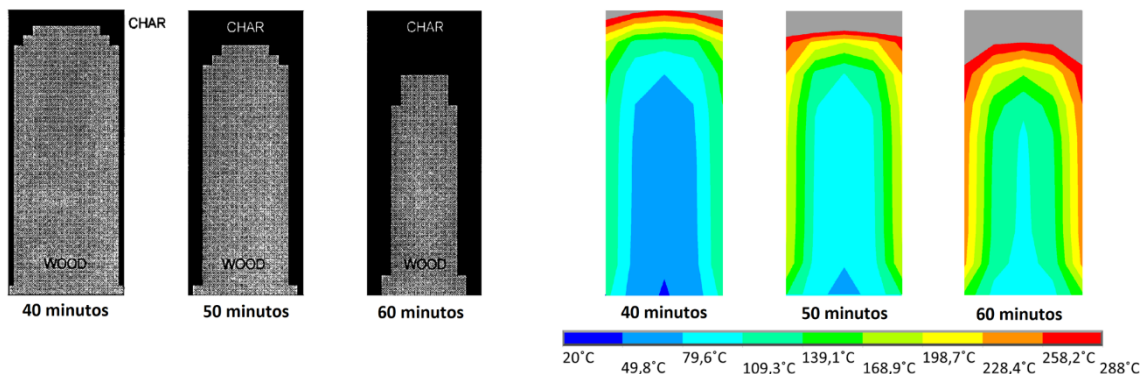 CHAR
CHAR
CHAR
WOOD
WOOD
WOOD
40 minutos
50 minutos
60 minutos
40 minutos
50 minutos
60 minutos
20˚C
79,6˚C
139,1˚C
198,7˚C
258,2˚C
49,8˚C
109,3˚C
168,9˚C
228,4˚C
288˚C